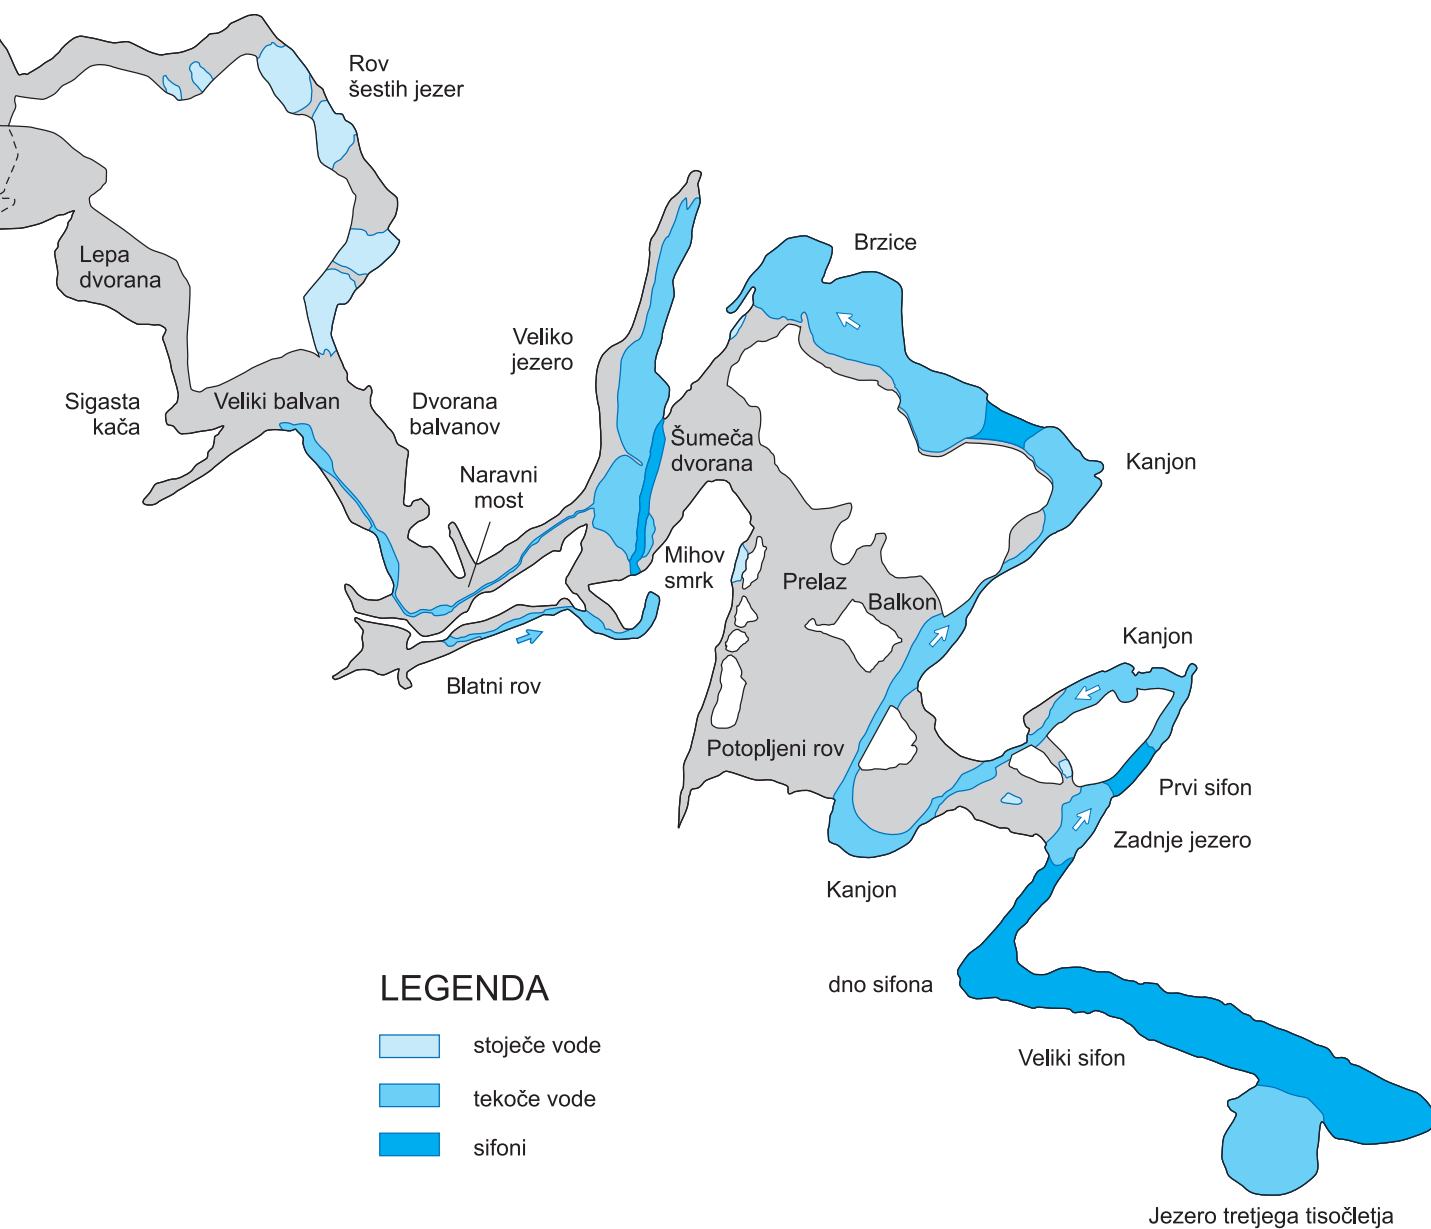 Rov
šestih jezer
Brzice
Lepa
dvorana
Veliko
jezero
Sigasta
kača
Veliki balvan
Dvorana
balvanov
Šumeča
dvorana
Kanjon
Naravni
most
Mihov
smrk
Prelaz
Balkon
Kanjon
Blatni rov
Potopljeni rov
Prvi sifon
Zadnje jezero
Kanjon
dno sifona
Veliki sifon
Jezero tretjega tisočletja
LEGENDA
stoječe vode
tekoče vode
sifoni